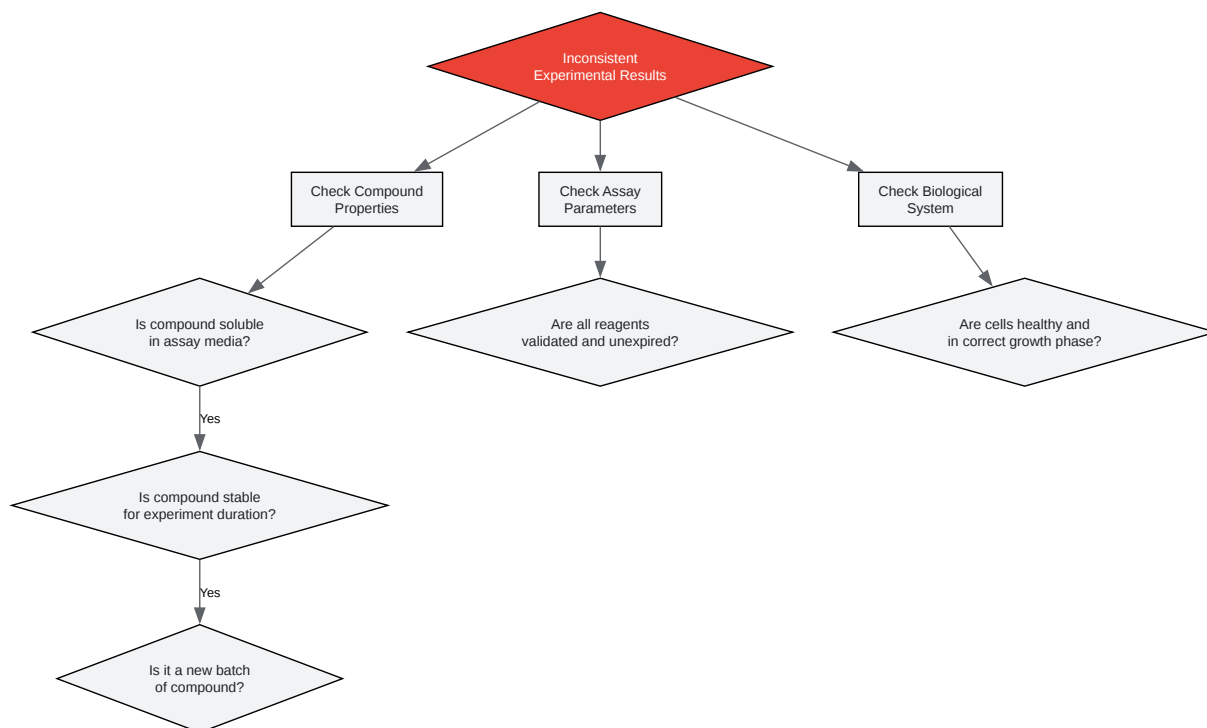 Inconsistent
Experimental Results
Check Compound
Properties
Check Assay
Parameters
Check Biological
System
Is compound soluble
in assay media?
Are all reagents
validated and unexpired?
Are cells healthy and
in correct growth phase?
Yes
Is compound stable
for experiment duration?
Yes
Is it a new batch
of compound?